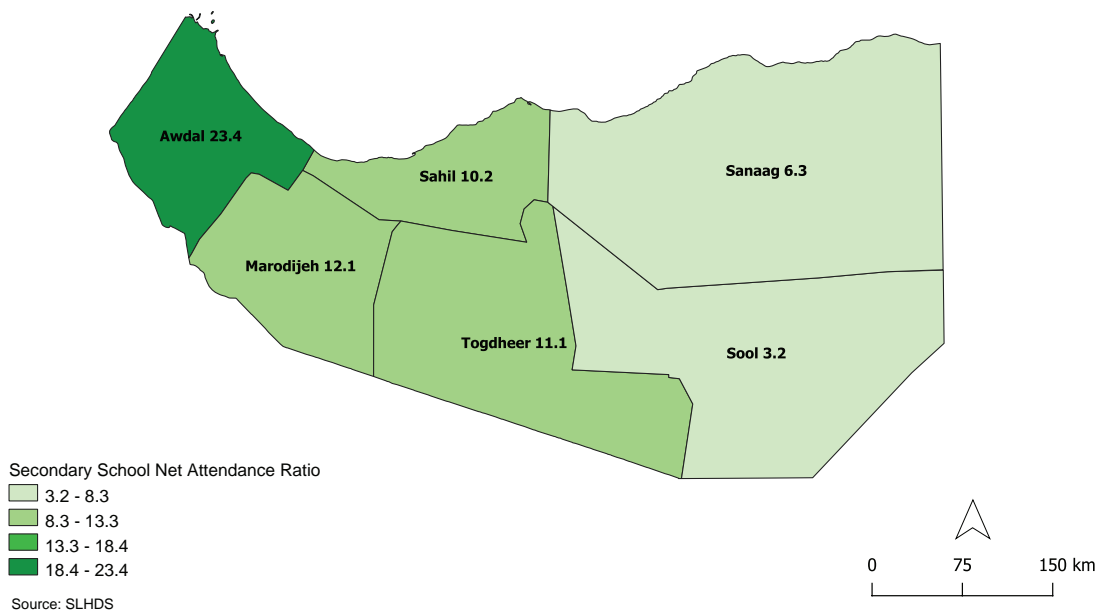 Awdal 23.4
Sahil 10.2
Sanaag 6.3
Marodijeh 12.1
Togdheer 11.1
Sool 3.2
Secondary School Net Attendance Ratio
3.2 - 8.3
8.3 - 13.3
13.3 - 18.4
18.4 - 23.4
0 75 150 km
Source: SLHDS